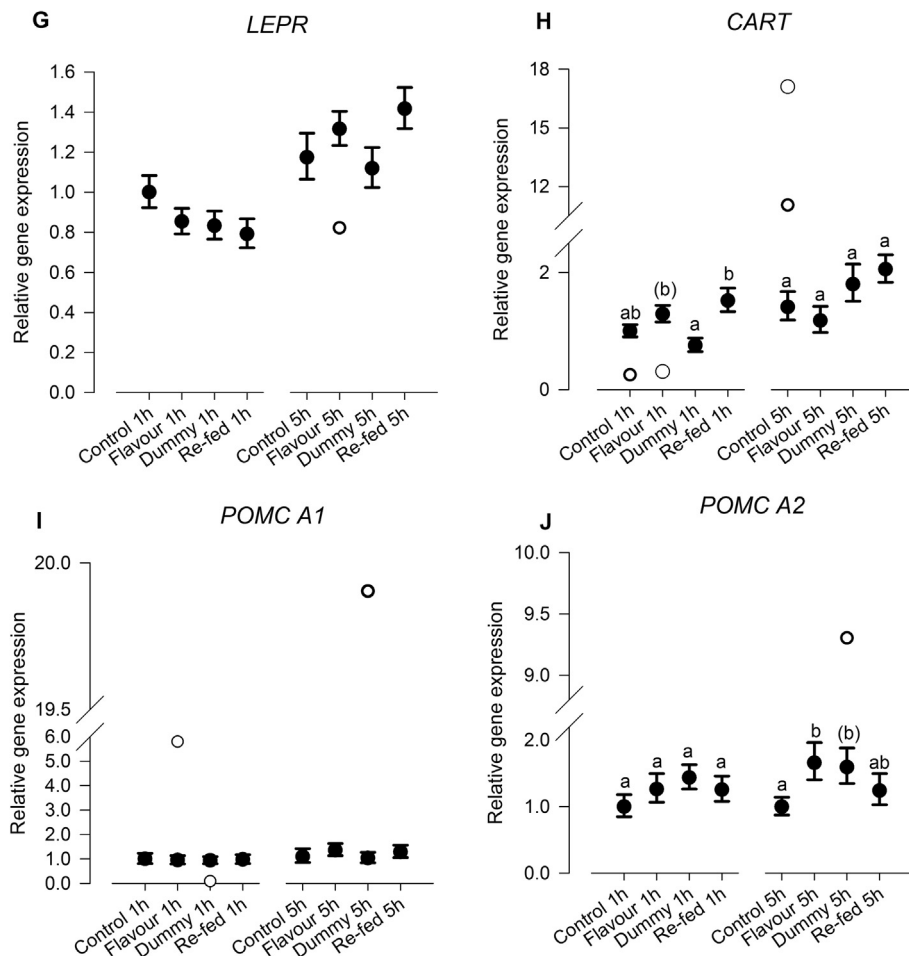 G
LEPR
Relative gene expression
1.6
1.4
1.2
1.0
0.8
0.6
0.4
0.2
0.0
Control 1h
Flavour 1h
Dummy 1h
Re-fed 1h
Control 5h
Flavour 5h
Dummy 5h
Re-fed 5h
H
CART
Relative gene expression
18
15
12
2
0
ab
(b)
a
b
a
a
a
a
Control 1h
Flavour 1h
Dummy 1h
Re-fed 1h
Control 5h
Flavour 5h
Dummy 5h
Re-fed 5h
I
POMC A1
Relative gene expression
20.0
19.5
6.0
5.0
4.0
3.0
2.0
1.0
0.0
Control 1h
Flavour 1h
Dummy 1h
Re-fed 1h
Control 5h
Flavour 5h
Dummy 5h
Re-fed 5h
J
POMC A2
Relative gene expression
10.0
9.5
9.0
2.0
1.0
0.0
a
a
a
a
a
b
(b)
ab
Control 1h
Flavour 1h
Dummy 1h
Re-fed 1h
Control 5h
Flavour 5h
Dummy 5h
Re-fed 5h